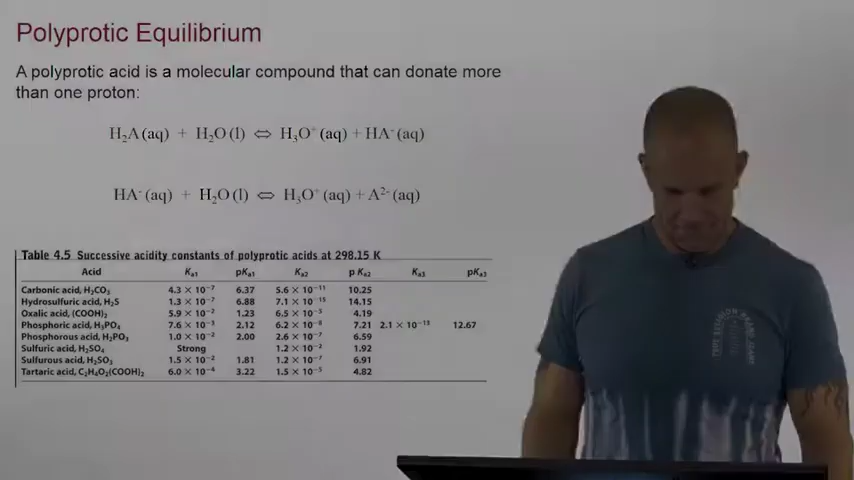 Polyprotic Equilibrium
A polyprotic acid is a molecular compound that can donate more
than one proton:
H₂A(aq) + H₂O(l) ⇔ H₃O⁺(aq) + HA⁻(aq)
HA⁻(aq) + H₂O(l) ⇔ H₃O⁺(aq) + A²⁻(aq)
Table 4.5 Successive acidity constants of polyprotic acids at 298.15 K
Acid Kₐ₁ pKₐ₁ Kₐ₂ pKₐ₂ Kₐ₃ pKₐ₃
Carbonic acid, H₂CO₃ 4.3 × 10⁻⁷ 6.37 5.6 × 10⁻¹¹ 10.25
Hydrosulfuric acid, H₂S 1.3 × 10⁻⁷ 6.88 7.1 × 10⁻¹⁵ 14.15
Oxalic acid, (COOH)₂ 5.9 × 10⁻² 1.23 6.5 × 10⁻⁵ 4.19
Phosphoric acid, H₃PO₄ 7.6 × 10⁻³ 2.12 6.2 × 10⁻⁸ 7.21 2.1 × 10⁻¹³ 12.67
Phosphorous acid, H₂PO₃ 1.0 × 10⁻² 2.00 2.6 × 10⁻⁷ 6.59
Sulfuric acid, H₂SO₄ Strong 1.2 × 10⁻² 1.92
Sulfurous acid, H₂SO₃ 1.5 × 10⁻² 1.81 1.2 × 10⁻⁷ 6.91
Tartaric acid, C₂H₄O₂(COOH)₂ 6.0 × 10⁻⁴ 3.22 1.5 × 10⁻⁵ 4.82